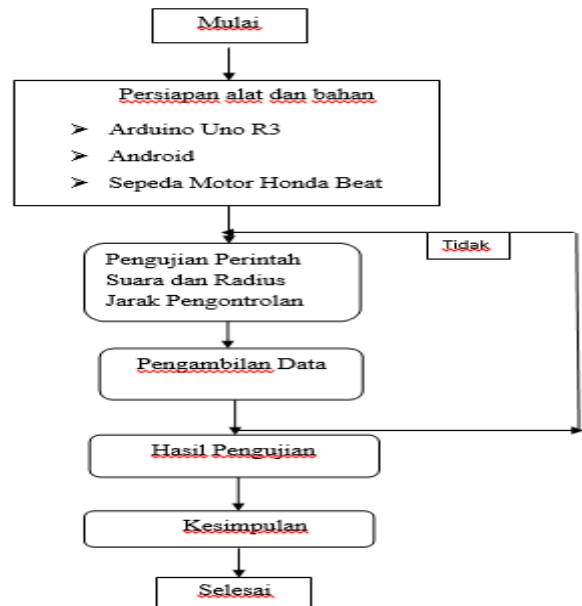 Mulai
Persiapan alat dan bahan
➤ Arduino Uno R3
➤ Android
➤ Sepeda Motor Honda Beat
Tidak
Pengujian Perintah
Suara dan Radius
Jarak Pengontrolan
Pengambilan Data
Hasil Pengujian
Kesimpulan
Selesai